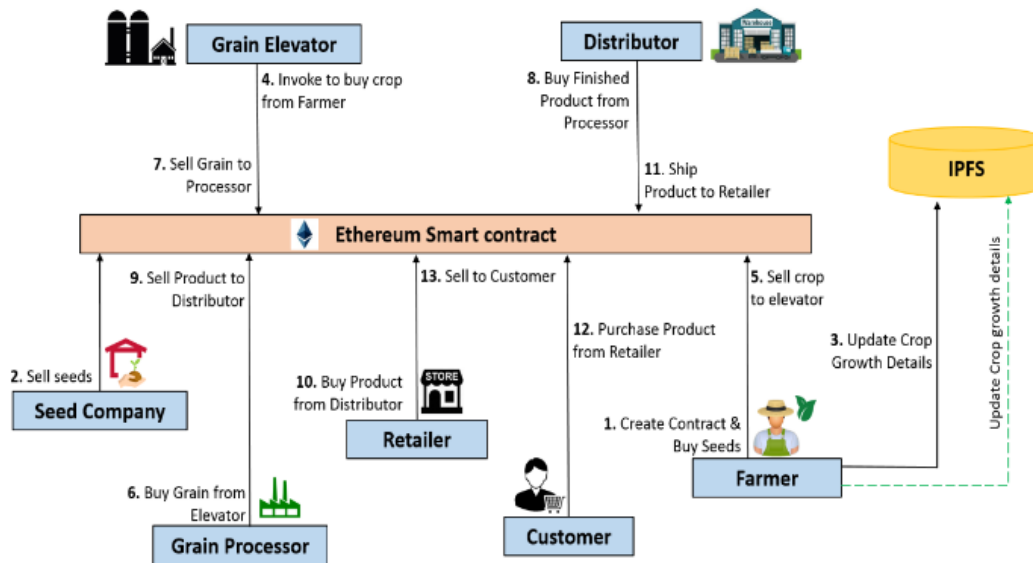 Grain Elevator
4. Invoke to buy crop
from Farmer
7. Sell Grain to
Processor
Distributor
Warehouse
8. Buy Finished
Product from
Processor
11. Ship
Product to Retailer
IPFS
Ethereum Smart contract
9. Sell Product to
Distributor
13. Sell to Customer
5. Sell crop
to elevator
12. Purchase Product
from Retailer
3. Update Crop
Growth Details
Update Crop growth details
2. Sell seeds
Seed Company
10. Buy Product
from Distributor
STORE
Retailer
1. Create Contract &
Buy Seeds
Farmer
6. Buy Grain from
Elevator
Grain Processor
Customer